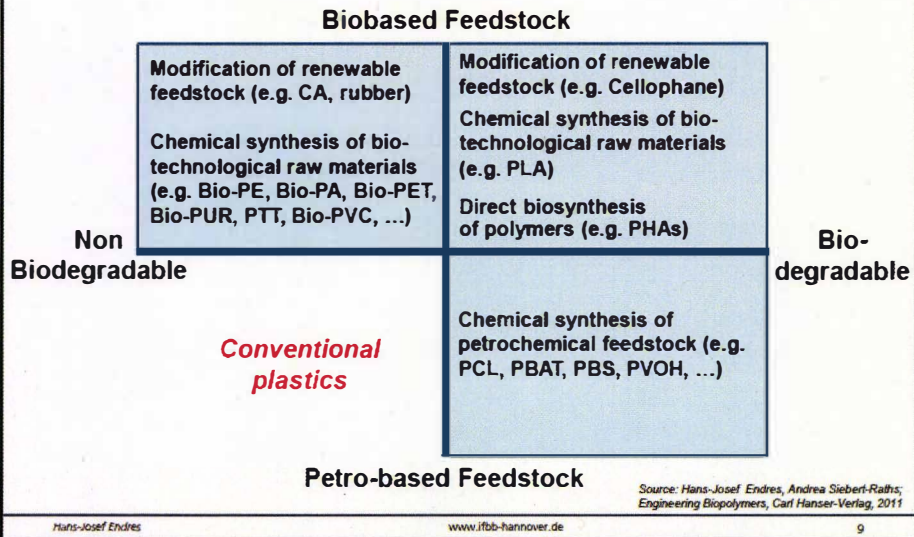 Biobased Feedstock
Modification of renewable
feedstock (e.g. CA, rubber)
Chemical synthesis of bio-
technological raw materials
(e.g. Bio-PE, Bio-PA, Bio-PET,
Bio-PUR, PTT, Bio-PVC, ...)
Modification of renewable
feedstock (e.g. Cellophane)
Chemical synthesis of bio-
technological raw materials
(e.g. PLA)
Direct biosynthesis
of polymers (e.g. PHAs)
Non
Biodegradable
Bio-
degradable
Conventional
plastics
Chemical synthesis of
petrochemical feedstock (e.g.
PCL, PBAT, PBS, PVOH, ...)
Petro-based Feedstock
Source: Hans-Josef Endres, Andrea Siebert-Raths;
Engineering Biopolymers, Carl Hanser-Verlag, 2011
Hans-Josef Endres
www.ifbb-hannover.de
9